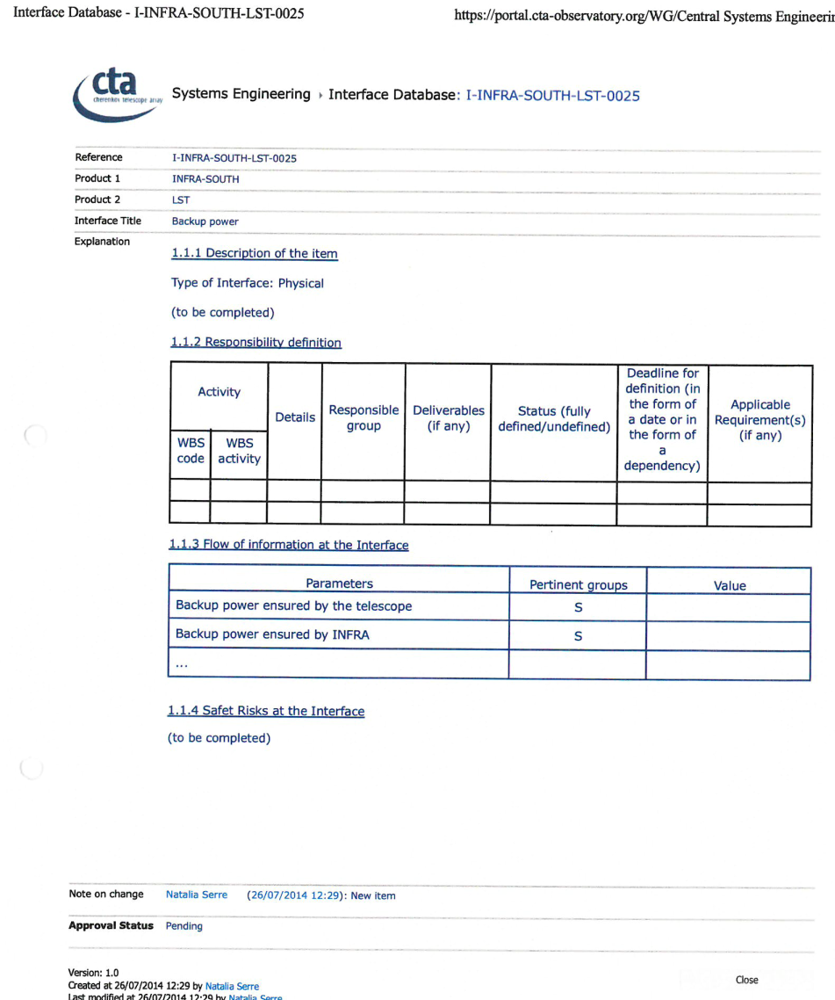 Interface Database - I-INFRA-SOUTH-LST-0025
https://portal.cta-observatory.org/WG/Central Systems Engineerin
cta
cherenkov telescope array
Systems Engineering › Interface Database: I-INFRA-SOUTH-LST-0025
Reference I-INFRA-SOUTH-LST-0025
Product 1 INFRA-SOUTH
Product 2 LST
Interface Title Backup power
Explanation
1.1.1 Description of the item
Type of Interface: Physical
(to be completed)
1.1.2 Responsibility definition
Activity
WBS
code
WBS
activity
Details
Responsible
group
Deliverables
(if any)
Status (fully
defined/undefined)
Deadline for
definition (in
the form of
a date or in
the form of
a
dependency)
Applicable
Requirement(s)
(if any)
1.1.3 Flow of information at the Interface
Parameters Pertinent groups Value
Backup power ensured by the telescope S
Backup power ensured by INFRA S
...
1.1.4 Safet Risks at the Interface
(to be completed)
Note on change Natalia Serre (26/07/2014 12:29): New item
Approval Status Pending
Version: 1.0
Created at 26/07/2014 12:29 by Natalia Serre
Last modified at 26/07/2014 12:29 by Natalia Serre
Close